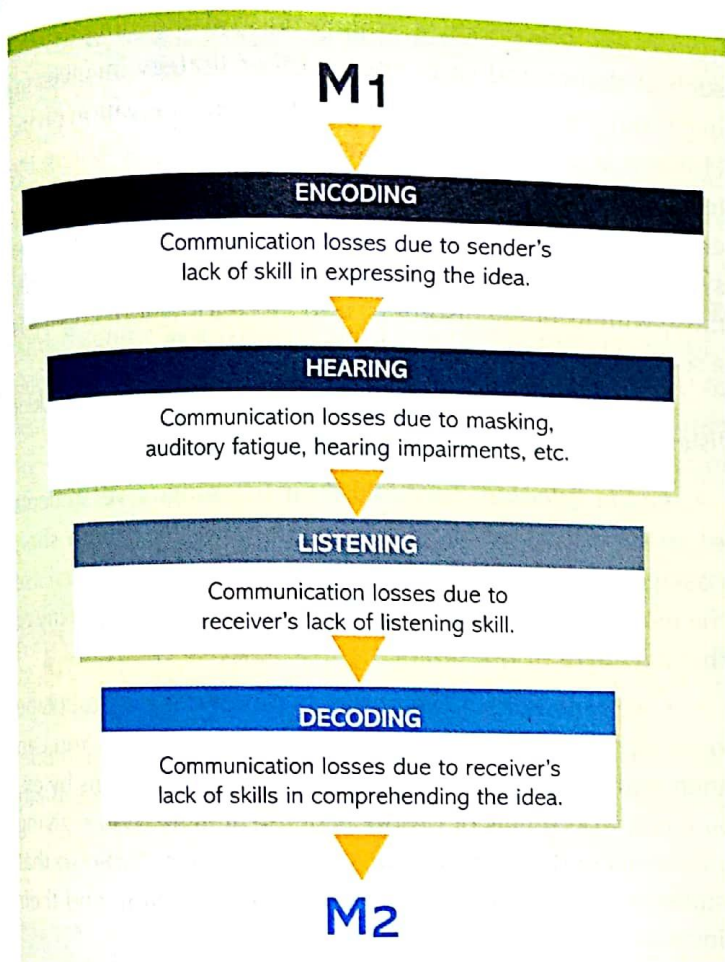 M1
ENCODING
Communication losses due to sender's
lack of skill in expressing the idea.
HEARING
Communication losses due to masking,
auditory fatigue, hearing impairments, etc.
LISTENING
Communication losses due to
receiver's lack of listening skill.
DECODING
Communication losses due to receiver's
lack of skills in comprehending the idea.
M2